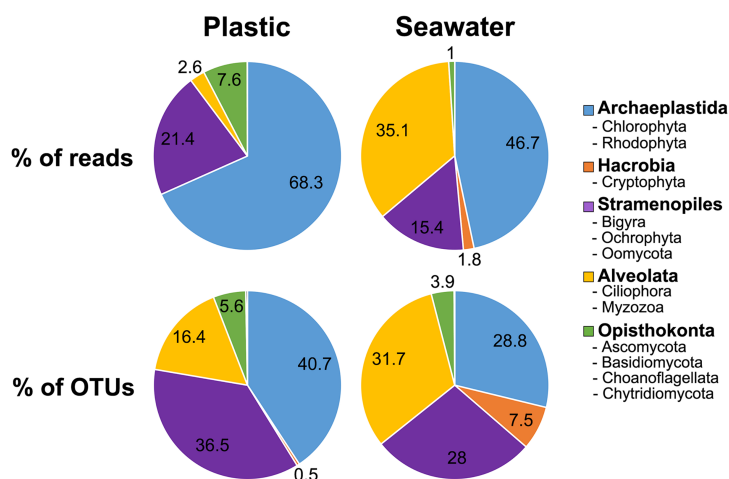 Plastic
Seawater
% of reads
2.6
7.6
21.4
68.3
1
35.1
46.7
15.4
1.8
% of OTUs
5.6
16.4
40.7
36.5
0.5
3.9
31.7
28.8
7.5
28
Archaeplastida
- Chlorophyta
- Rhodophyta
Hacrobia
- Cryptophyta
Stramenopiles
- Bigyra
- Ochrophyta
- Oomycota
Alveolata
- Ciliophora
- Myzozoa
Opisthokonta
- Ascomycota
- Basidiomycota
- Choanoflagellata
- Chytridiomycota